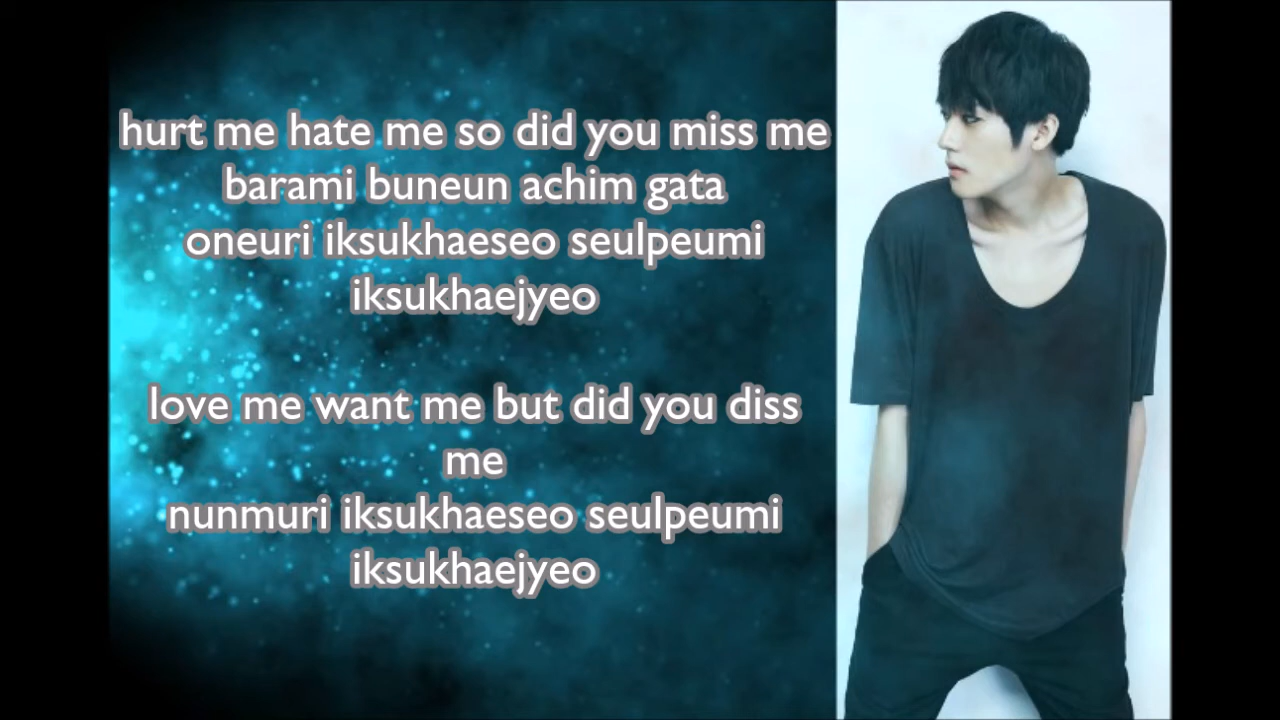 hurt me hate me so did you miss me
barami buneun achim gata
oneuri iksukhaeseo seulpeumi
iksukhaejyeo
love me want me but did you diss
me
nunmuri iksukhaeseo seulpeumi
iksukhaejyeo